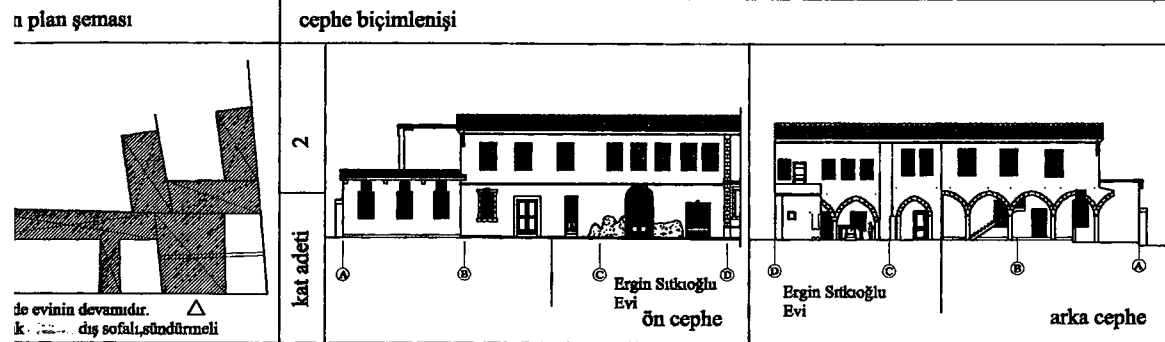 n plan şeması
cephe biçimlenişi
2
kat adeti
A
B
C
D
Ergin Sıtkıoğlu
Evi
ön cephe
D
C
B
A
Ergin Sıtkıoğlu
Evi
arka cephe
de evinin devamıdır.
dış sofalı,sündürmeli